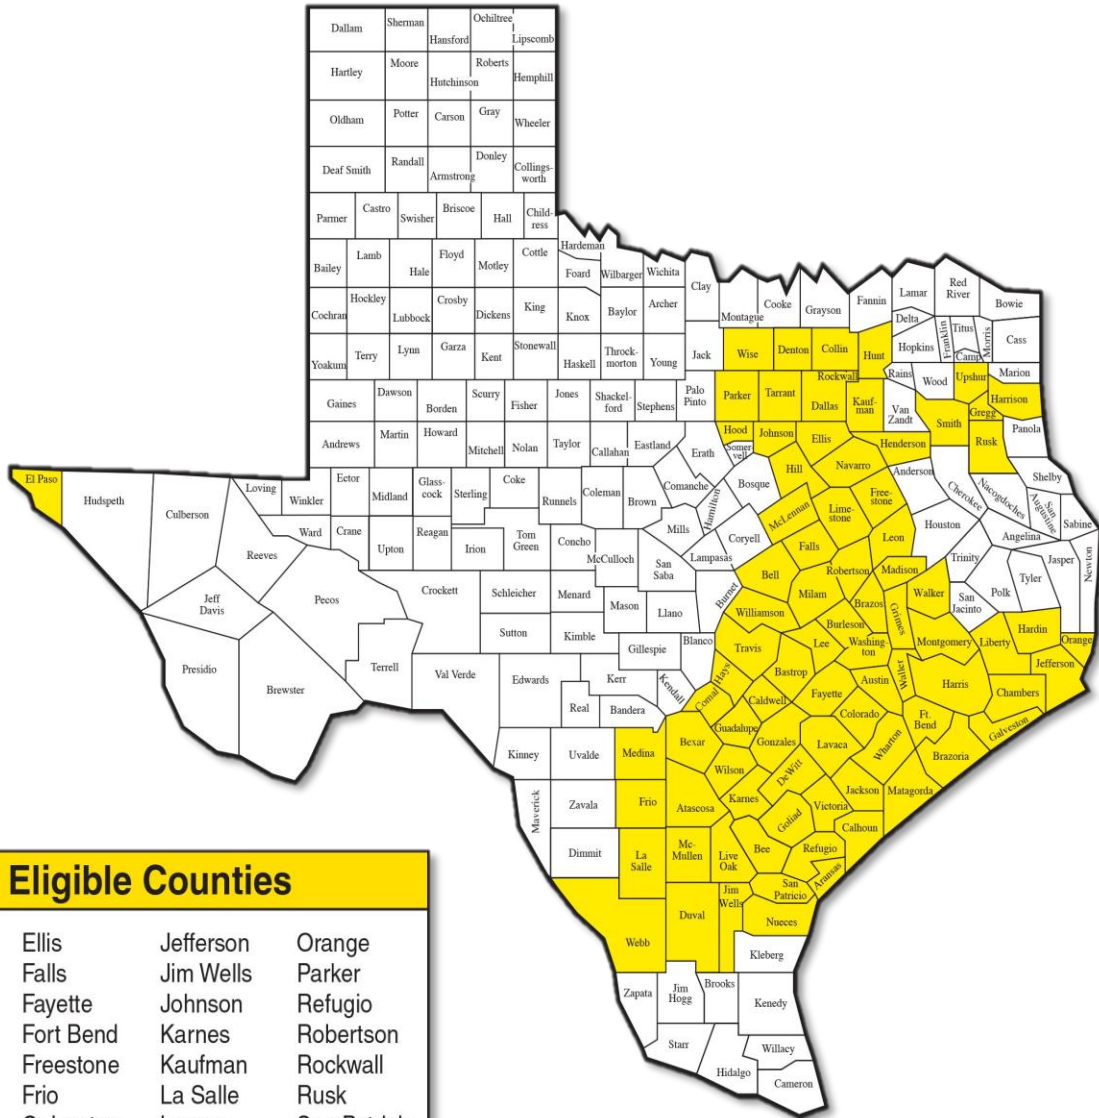 Dallam
Sherman
Hansford
Ochiltree
Lipscomb
Hartley
Moore
Hutchinson
Roberts
Hemphill
Oldham
Potter
Carson
Gray
Wheeler
Deaf Smith
Randall
Armstrong
Donley
Collings-
worth
Parmer
Castro
Swisher
Briscoe
Hall
Child-
ress
Bailey
Lamb
Hale
Floyd
Motley
Cottle
Hardeman
Foard
Wilbarger
Wichita
Clay
Montague
Cooke
Grayson
Fannin
Lamar
Red
River
Bowie
Cochran
Hockley
Lubbock
Crosby
Dickens
King
Knox
Baylor
Archer
Delta
Hopkins
Franklin
Titus
Camp
Morris
Cass
Yoakum
Terry
Lynn
Garza
Kent
Stonewall
Haskell
Throck-
morton
Young
Jack
Wise
Denton
Collin
Hunt
Rains
Wood
Upshur
Marion
Gaines
Dawson
Borden
Scurry
Fisher
Jones
Shackel-
ford
Stephens
Palo
Pinto
Parker
Tarrant
Rockwall
Dallas
Kauf-
man
Van
Zandt
Smith
Gregg
Harrison
Andrews
Martin
Howard
Mitchell
Nolan
Taylor
Callahan
Eastland
Erath
Hood
Somer-
vell
Johnson
Ellis
Henderson
Rusk
Panola
El Paso
Hudspeth
Culberson
Loving
Winkler
Ector
Midland
Glass-
cock
Sterling
Coke
Runnels
Coleman
Brown
Comanche
Hamilton
Bosque
Hill
Navarro
Anderson
Cherokee
Nacogdoches
Shelby
San
Augustine
Sabine
Ward
Crane
Upton
Reagan
Irion
Tom
Green
Concho
McCulloch
Mills
Lampasas
Coryell
McLennan
Lime-
stone
Free-
stone
Leon
Houston
Angelina
Trinity
Newton
Jasper
Reeves
Jeff
Davis
Pecos
Crockett
Schleicher
Menard
San
Saba
Burnet
Bell
Falls
Robertson
Madison
Walker
San
Jacinto
Polk
Tyler
Presidio
Brewster
Terrell
Val Verde
Sutton
Kimble
Mason
Llano
Blanco
Williamson
Milam
Brazos
Burleson
Grimes
Montgomery
Liberty
Hardin
Orange
Jefferson
Gillespie
Edwards
Kerr
Real
Bandera
Kendall
Comal
Hays
Travis
Bastrop
Lee
Washing-
ton
Waller
Austin
Harris
Chambers
Galveston
Kinney
Uvalde
Medina
Bexar
Guadalupe
Caldwell
Fayette
Colorado
Ft.
Bend
Brazoria
Gonzales
Lavaca
Wharton
Maverick
Zavala
Frio
Atascosa
Wilson
Karnes
DeWitt
Goliad
Victoria
Jackson
Matagorda
Calhoun
Dimmit
La
Salle
Mc-
Mullen
Live
Oak
Bee
Refugio
Aransas
San
Patricio
Webb
Duval
Jim
Wells
Nueces
Kleberg
Zapata
Jim
Hogg
Brooks
Kenedy
Starr
Hidalgo
Willacy
Cameron
Eligible Counties
Ellis Jefferson Orange
Falls Jim Wells Parker
Fayette Johnson Refugio
Fort Bend Karnes Robertson
Freestone Kaufman Rockwall
Frio La Salle Rusk